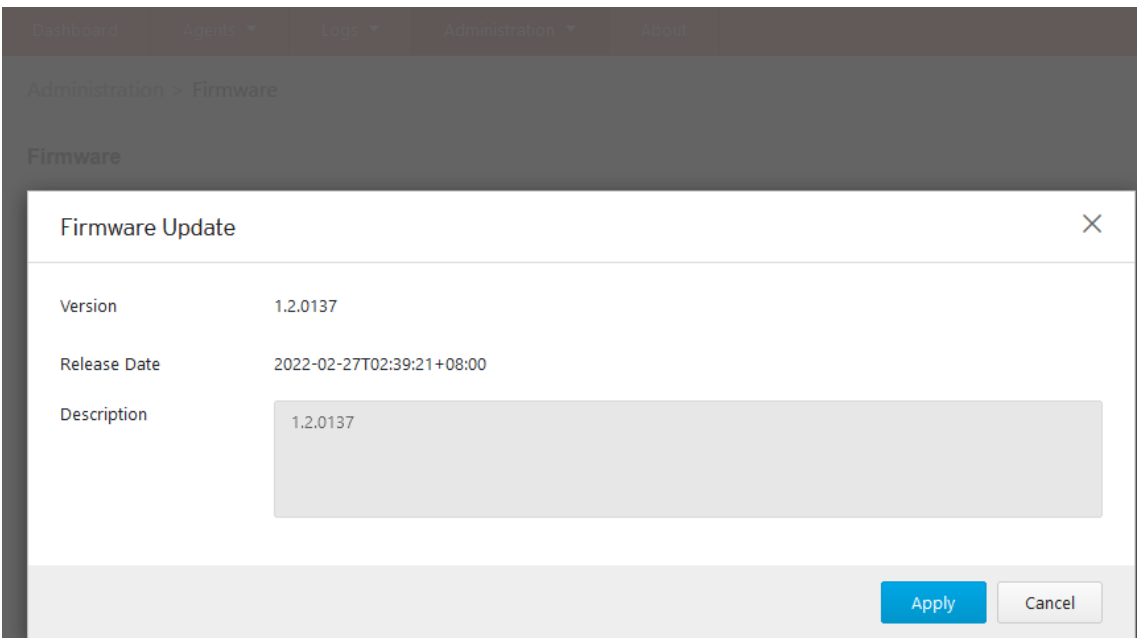 Dashboard Agents Logs Administration About
Administration > Firmware
Firmware
Firmware Update
Version 1.2.0137
Release Date 2022-02-27T02:39:21+08:00
Description 1.2.0137
Apply Cancel